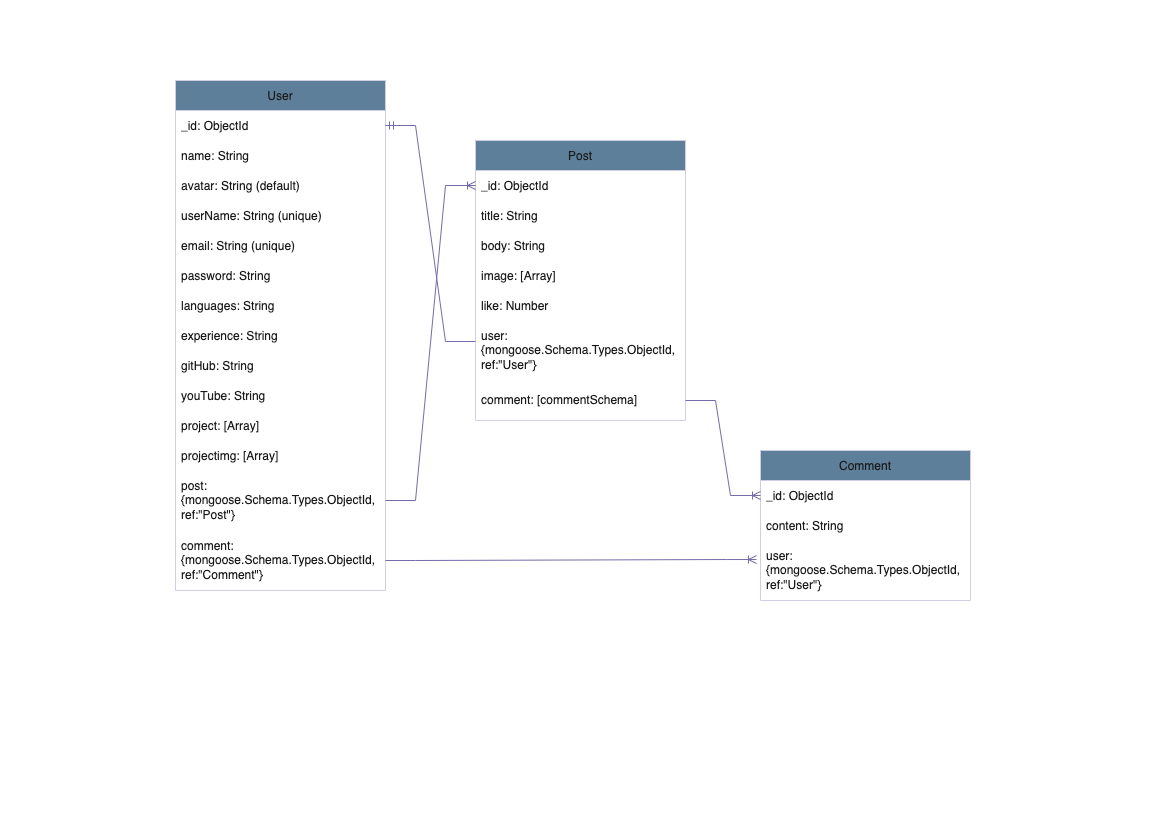 User
_id: ObjectId
name: String
avatar: String (default)
userName: String (unique)
email: String (unique)
password: String
languages: String
experience: String
gitHub: String
youTube: String
project: [Array]
projectimg: [Array]
post:
{mongoose.Schema.Types.ObjectId,
ref:"Post"}
comment:
{mongoose.Schema.Types.ObjectId,
ref:"Comment"}
Post
_id: ObjectId
title: String
body: String
image: [Array]
like: Number
user:
{mongoose.Schema.Types.ObjectId,
ref:"User"}
comment: [commentSchema]
Comment
_id: ObjectId
content: String
user:
{mongoose.Schema.Types.ObjectId,
ref:"User"}